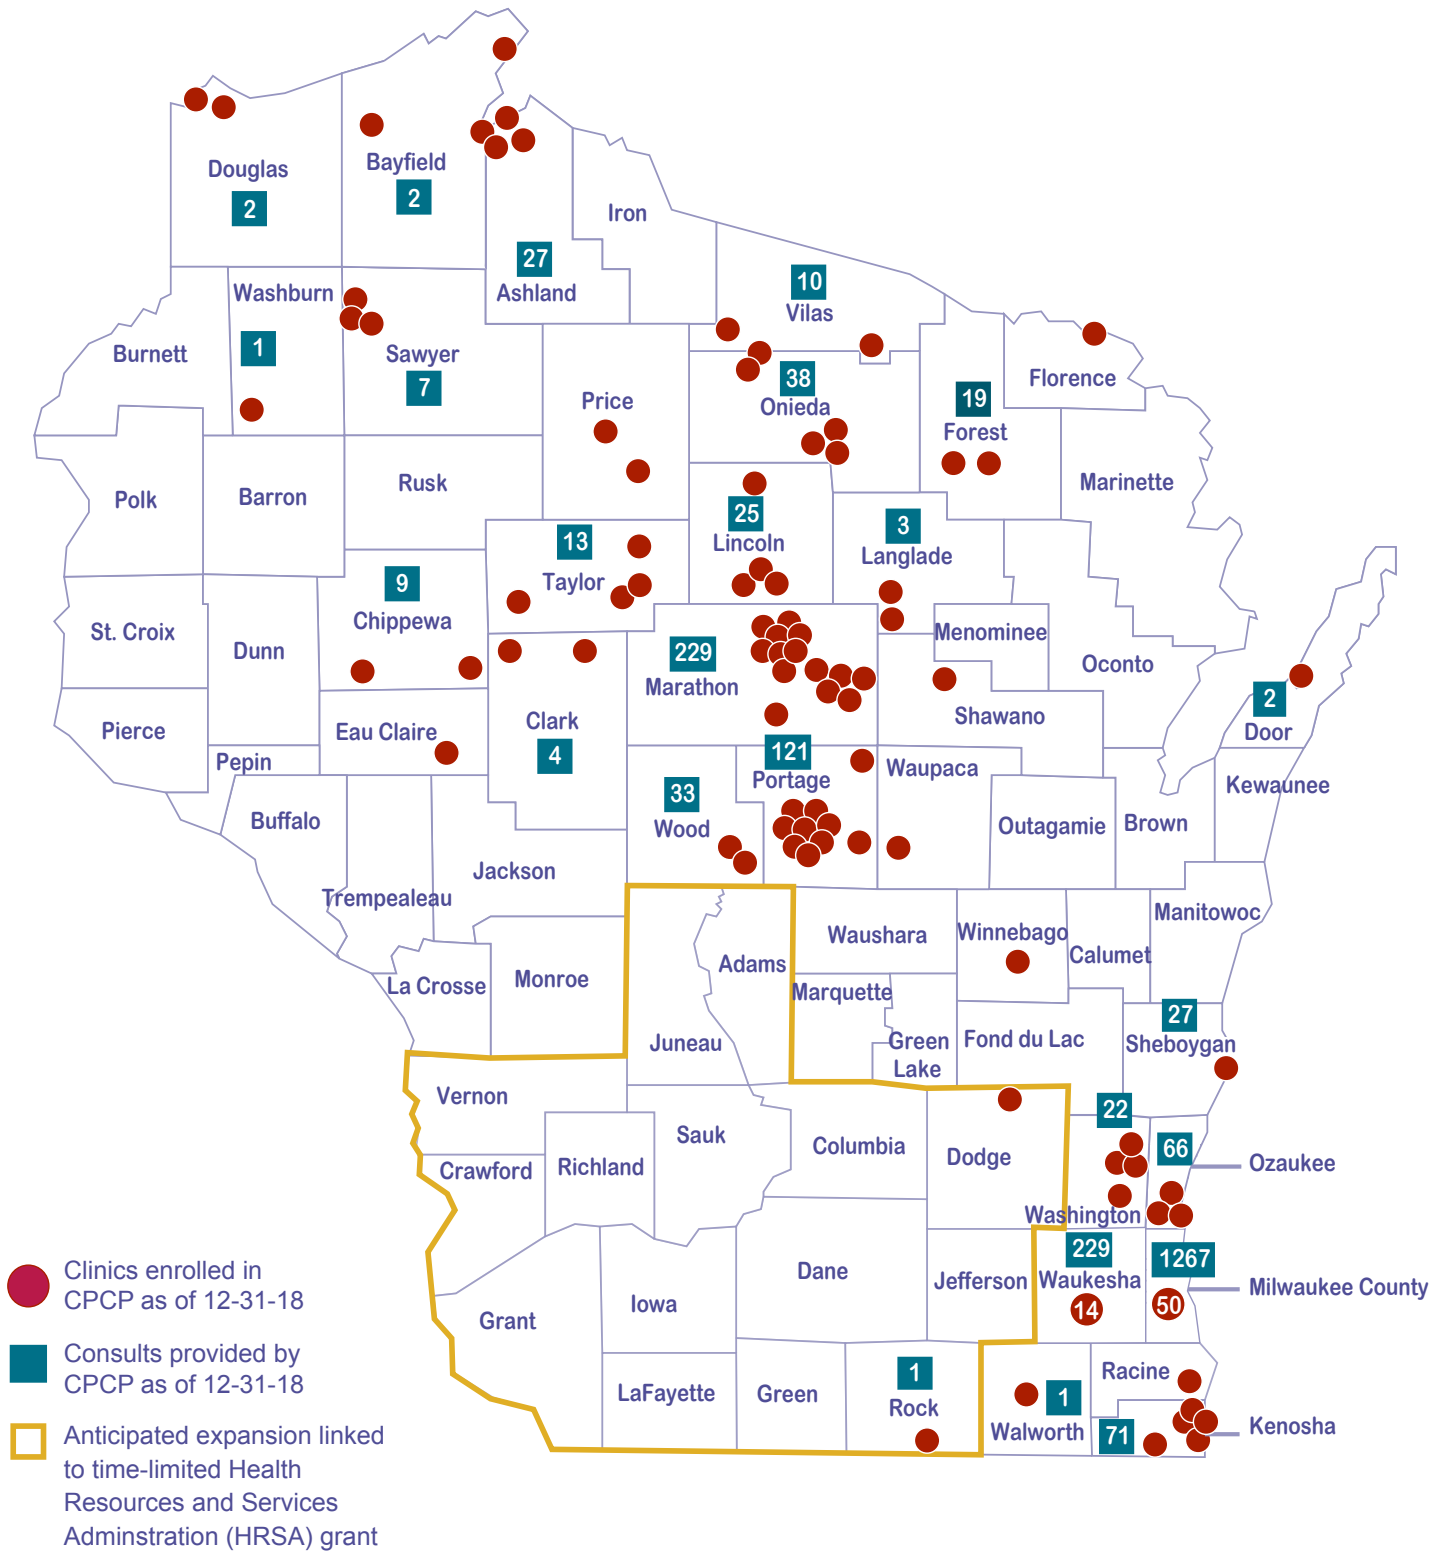 Douglas
2
Bayfield
2
Iron
27
Ashland
10
Vilas
Washburn
1
Burnett
Sawyer
7
Price
38
Onieda
19
Forest
Florence
Marinette
Polk
Barron
Rusk
25
Lincoln
3
Langlade
13
Taylor
9
Chippewa
St. Croix
Dunn
229
Marathon
Menominee
Oconto
Pierce
Eau Claire
Clark
4
Shawano
2
Door
Pepin
121
Portage
Waupaca
33
Wood
Kewaunee
Buffalo
Outagamie
Brown
Jackson
Trempealeau
Manitowoc
Waushara
Winnebago
Calumet
Adams
La Crosse
Monroe
Marquette
Juneau
Green
Lake
Fond du Lac
27
Sheboygan
Vernon
22
Sauk
Columbia
Dodge
66
Ozaukee
Crawford
Richland
Washington
229
Waukesha
14
1267
50
Milwaukee County
Dane
Jefferson
Iowa
Grant
LaFayette
Green
1
Rock
1
Walworth
Racine
71
Kenosha
Clinics enrolled in
CPCP as of 12-31-18
Consults provided by
CPCP as of 12-31-18
Anticipated expansion linked
to time-limited Health
Resources and Services
Adminstration (HRSA) grant